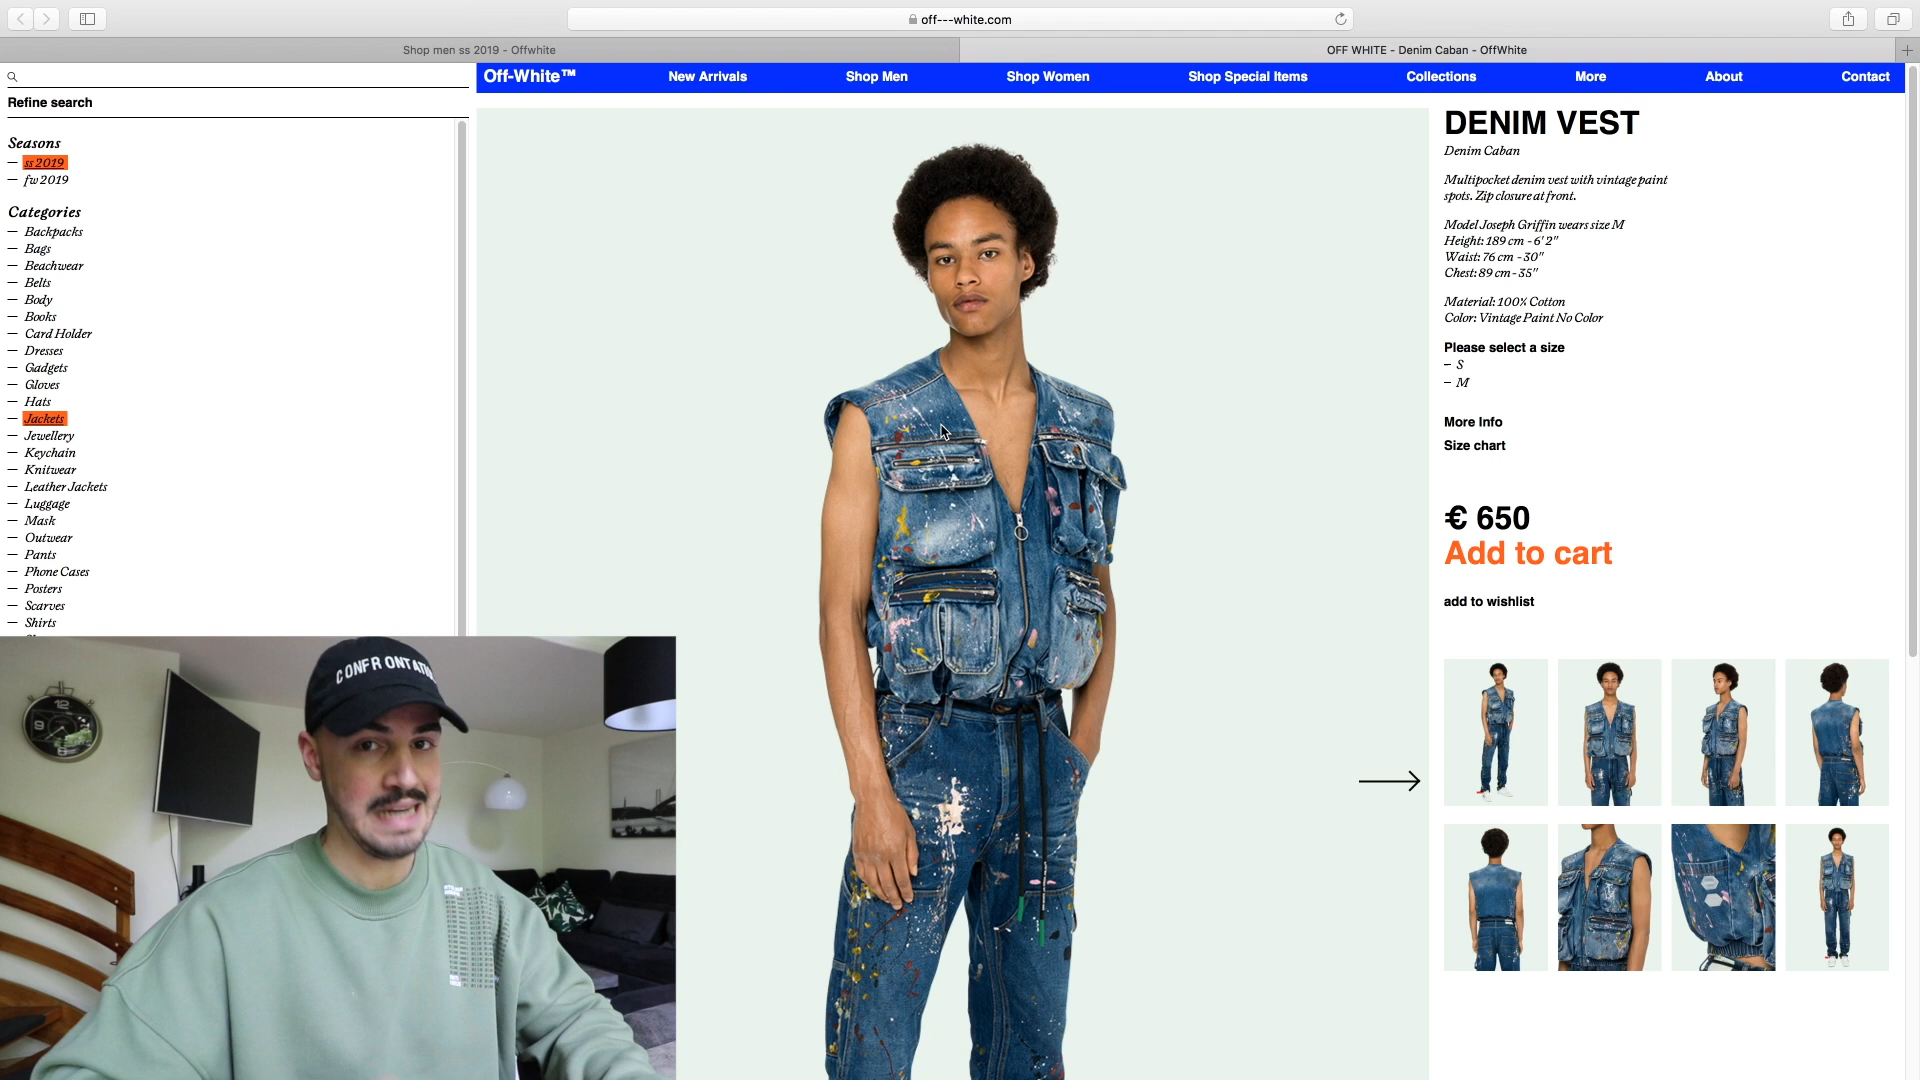 off---white.com
Shop men ss 2019 - Offwhite
OFF WHITE - Denim Caban - OffWhite
Off-White™
New Arrivals
Shop Men
Shop Women
Shop Special Items
Collections
More
About
Contact
Refine search
Seasons
— ss 2019
— fw 2019
Categories
— Backpacks
— Bags
— Beachwear
— Belts
— Body
— Books
— Card Holder
— Dresses
— Gadgets
— Gloves
— Hats
— Jackets
— Jewellery
— Keychain
— Knitwear
— Leather Jackets
— Luggage
— Mask
— Outwear
— Pants
— Phone Cases
— Posters
— Scarves
— Shirts
DENIM VEST
Denim Caban
Multipocket denim vest with vintage paint
spots. Zip closure at front.
Model Joseph Griffin wears size M
Height: 189 cm - 6' 2"
Waist: 76 cm - 30"
Chest: 89 cm - 35"
Material: 100% Cotton
Color: Vintage Paint No Color
Please select a size
– S
– M
More Info
Size chart
€ 650
Add to cart
add to wishlist
12
9